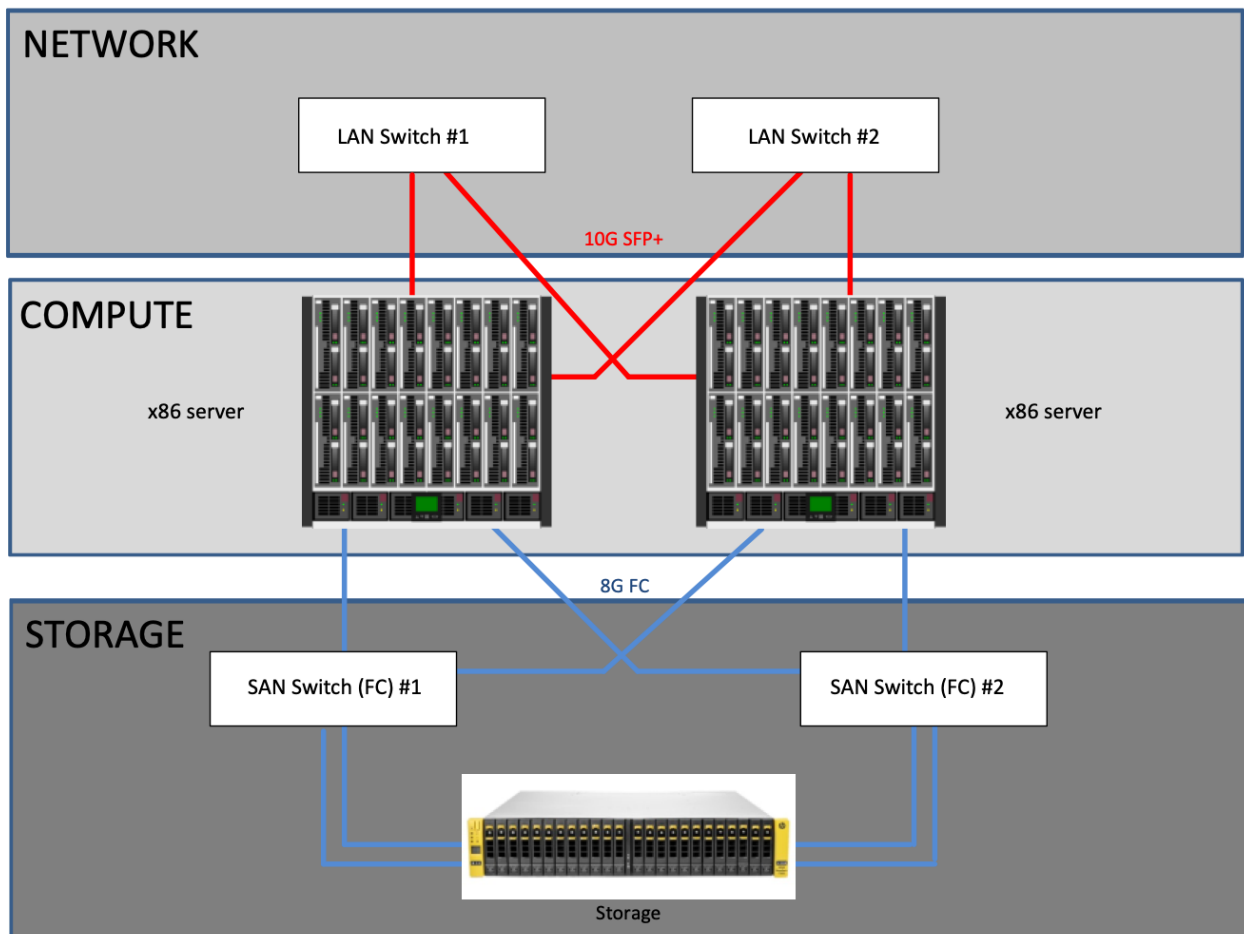 NETWORK
LAN Switch #1
LAN Switch #2
10G SFP+
COMPUTE
x86 server
x86 server
8G FC
STORAGE
SAN Switch (FC) #1
SAN Switch (FC) #2
Storage